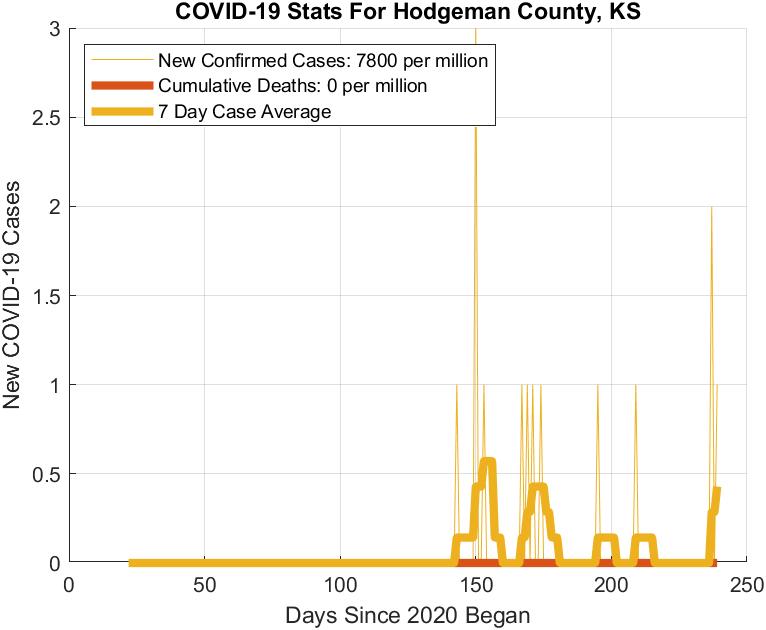 COVID-19 Stats For Hodgeman County, KS
3
New Confirmed Cases: 7800 per million
Cumulative Deaths: 0 per million
7 Day Case Average
2.5
2
1.5
1
0.5
0
New COVID-19 Cases
0 50 100 150 200 250
Days Since 2020 Began